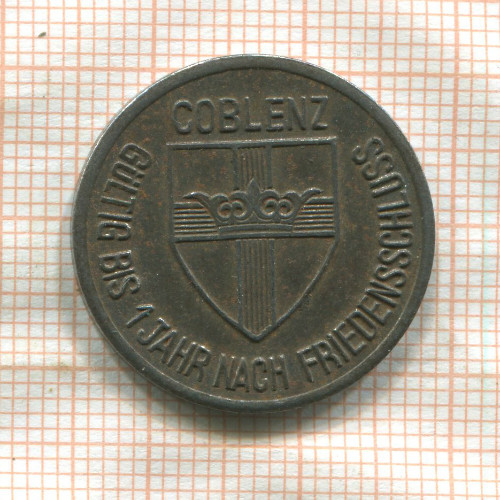 COBLENZ
GÜLTIG BIS 1 JAHR NACH FRIEDENSSCHLUSS